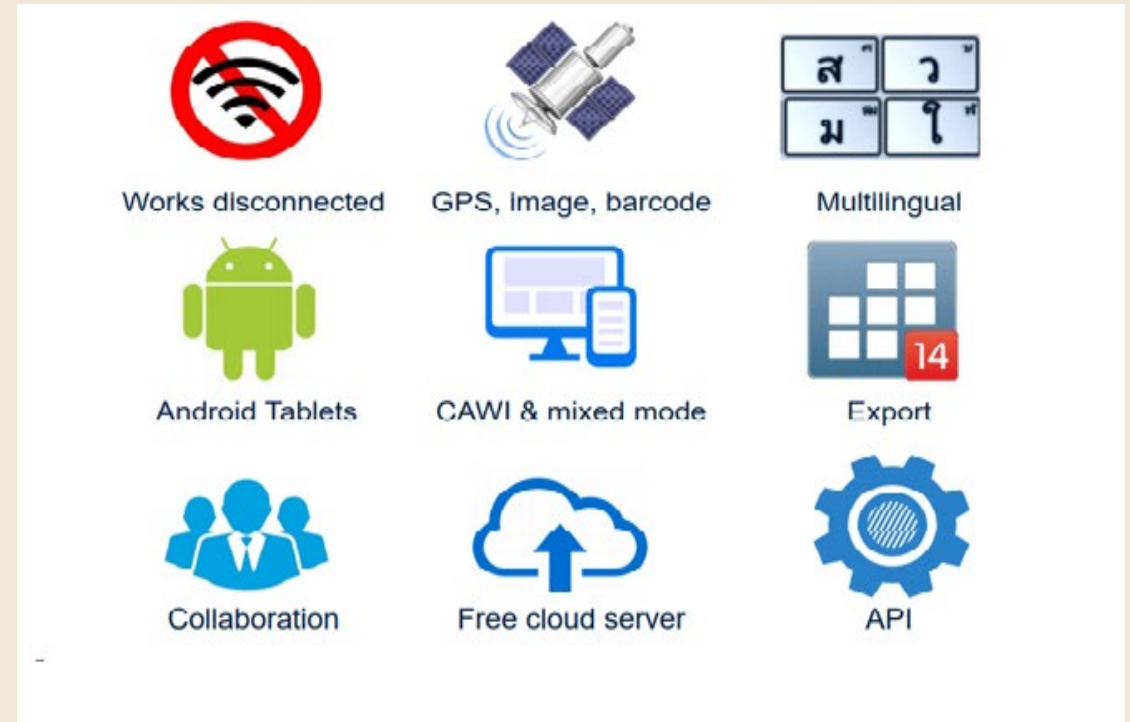 ส ว
ม ใ
Works disconnected GPS, image, barcode Multilingual
14
Android Tablets CAWI & mixed mode Export
Collaboration Free cloud server API